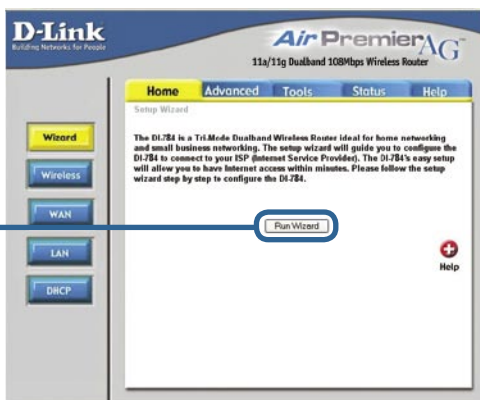 D-Link
Building Networks for People
Air Premier AG
11a/11g Dualband 108Mbps Wireless Router
Home Advanced Tools Status Help
Setup Wizard
Wizard
Wireless
WAN
LAN
DHCP
The DI-784 is a Tri-Mode Dualband Wireless Router ideal for home networking
and small business networking. The setup wizard will guide you to configure the
DI-784 to connect to your ISP (Internet Service Provider). The DI-784's easy setup
will allow you to have Internet access within minutes. Please follow the setup
wizard step by step to configure the DI-784.
Run Wizard
Help